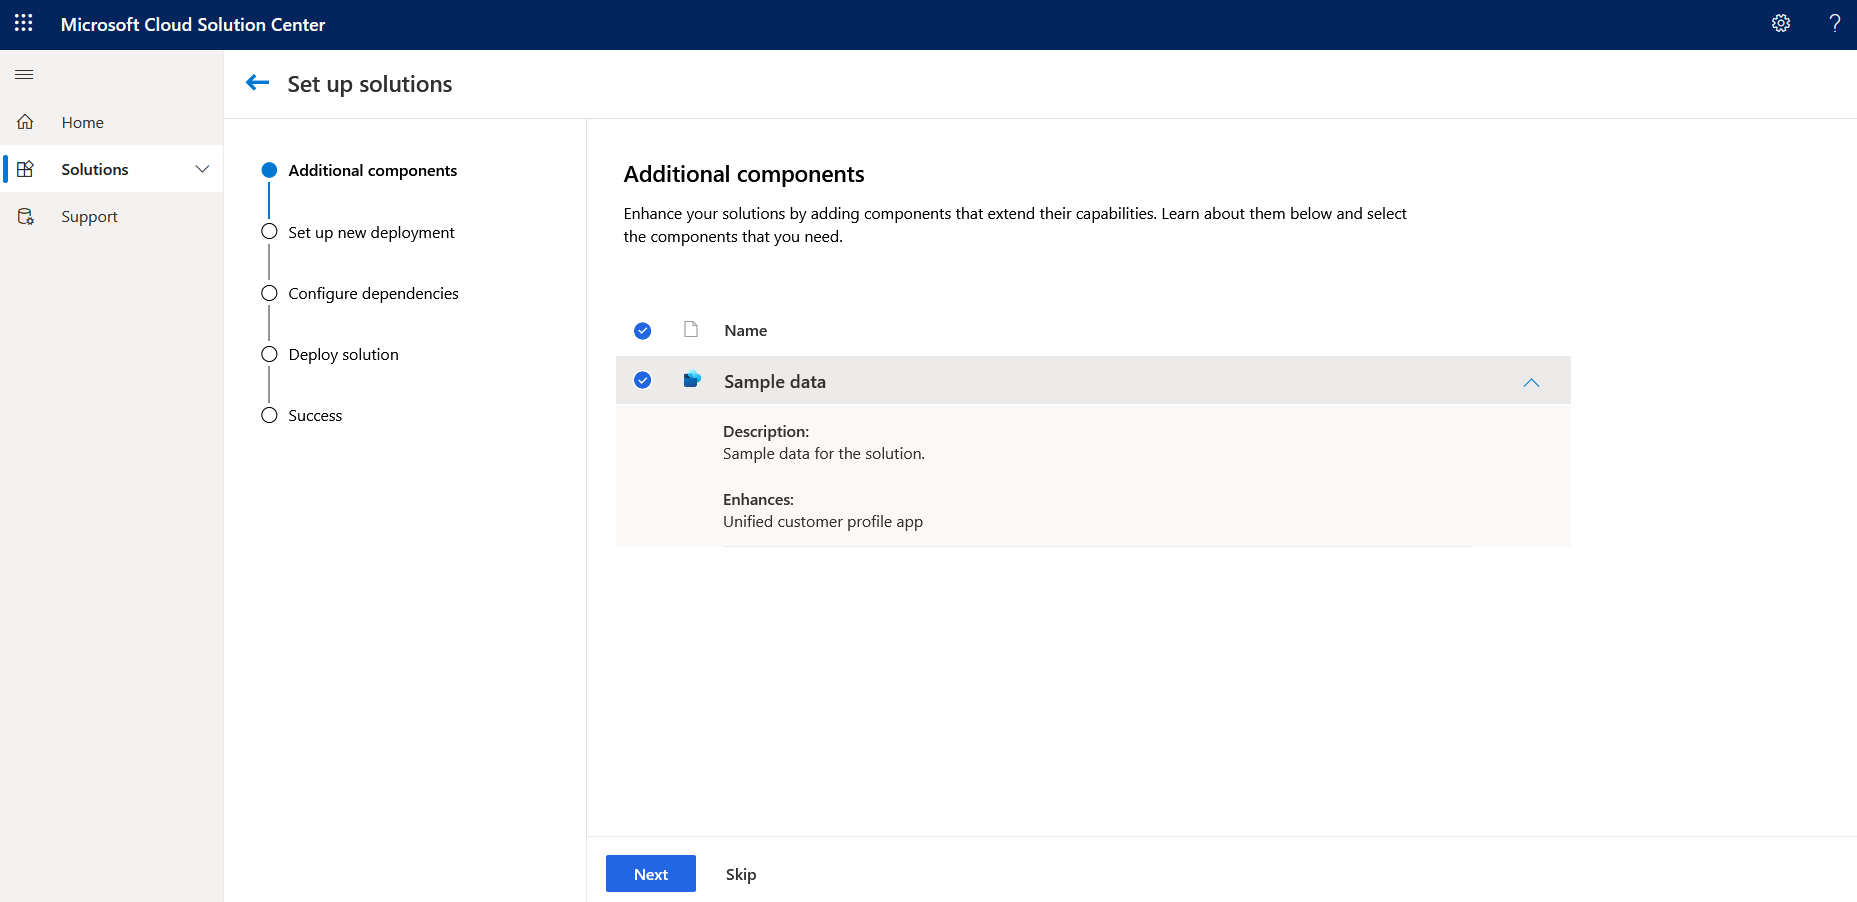 Microsoft Cloud Solution Center
?
Home
Solutions
Support
Set up solutions
Additional components
Set up new deployment
Configure dependencies
Deploy solution
Success
Additional components
Enhance your solutions by adding components that extend their capabilities. Learn about them below and select
the components that you need.
Name
Sample data
Description:
Sample data for the solution.
Enhances:
Unified customer profile app
Next
Skip